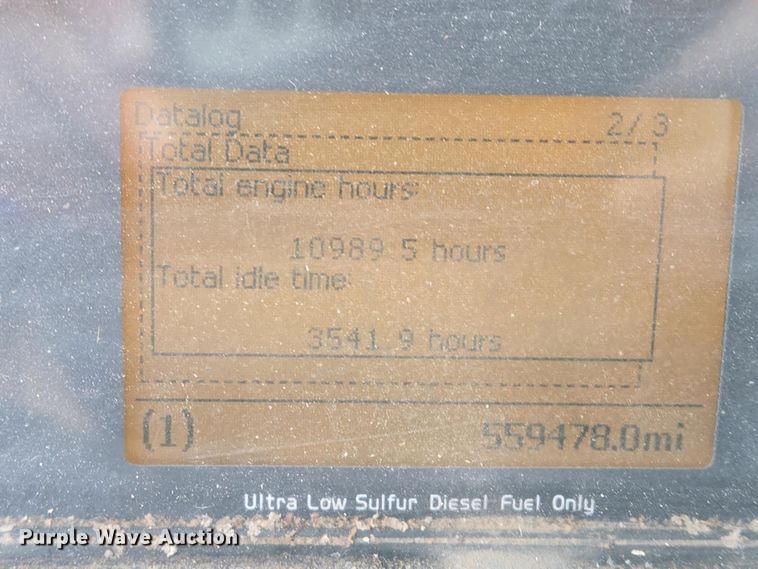 Datalog 2/3
Total Data
Total engine hours:
10989.5 hours
Total idle time:
3541.9 hours
(1) 559478.0mi
Ultra Low Sulfur Diesel Fuel Only
Purple Wave Auction